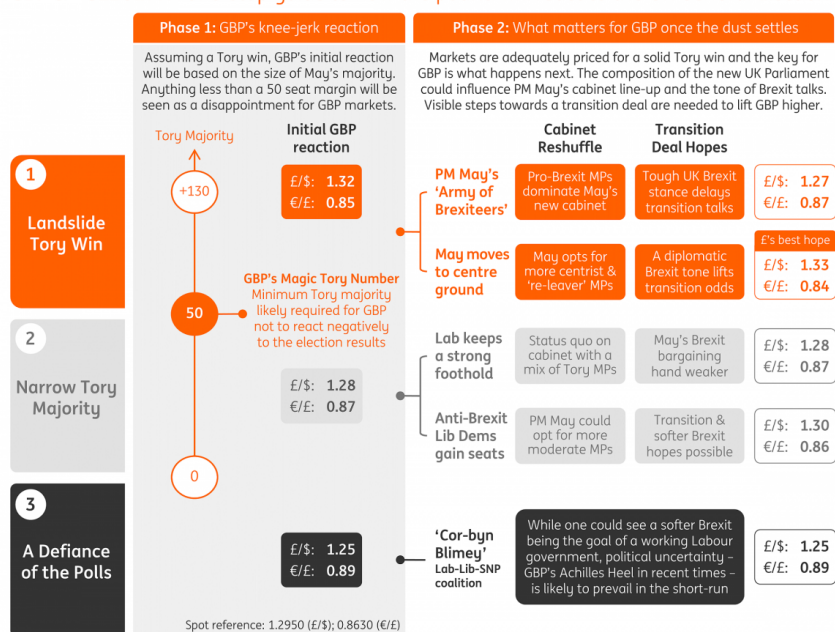 Phase 1: GBP's knee-jerk reaction
Assuming a Tory win, GBP's initial reaction
will be based on the size of May's majority.
Anything less than a 50 seat margin will be
seen as a disappointment for GBP markets.
Tory Majority
Initial GBP
reaction
+130
£/$: 1.32
€/£: 0.85
50
GBP's Magic Tory Number
Minimum Tory majority
likely required for GBP
not to react negatively
to the election results
£/$: 1.28
€/£: 0.87
0
£/$: 1.25
€/£: 0.89
Spot reference: 1.2950 (£/$); 0.8630 (€/£)
Phase 2: What matters for GBP once the dust settles
Markets are adequately priced for a solid Tory win and the key for
GBP is what happens next. The composition of the new UK Parliament
could influence PM May's cabinet line-up and the tone of Brexit talks.
Visible steps towards a transition deal are needed to lift GBP higher.
Cabinet
Reshuffle
Transition
Deal Hopes
1
Landslide
Tory Win
PM May's
'Army of
Brexiteers'
Pro-Brexit MPs
dominate May's
new cabinet
Tough UK Brexit
stance delays
transition talks
£/$: 1.27
€/£: 0.87
May moves
to centre
ground
May opts for
more centrist &
're-leaver' MPs
A diplomatic
Brexit tone lifts
transition odds
£'s best hope
£/$: 1.33
€/£: 0.84
2
Narrow Tory
Majority
Lab keeps
a strong
foothold
Status quo on
cabinet with a
mix of Tory MPs
May's Brexit
bargaining
hand weaker
£/$: 1.28
€/£: 0.87
Anti-Brexit
Lib Dems
gain seats
PM May could
opt for more
moderate MPs
Transition &
softer Brexit
hopes possible
£/$: 1.30
€/£: 0.86
3
A Defiance
of the Polls
'Cor-byn
Blimey'
Lab-Lib-SNP
coalition
While one could see a softer Brexit
being the goal of a working Labour
government, political uncertainty –
GBP's Achilles Heel in recent times –
is likely to prevail in the short-run
£/$: 1.25
€/£: 0.89